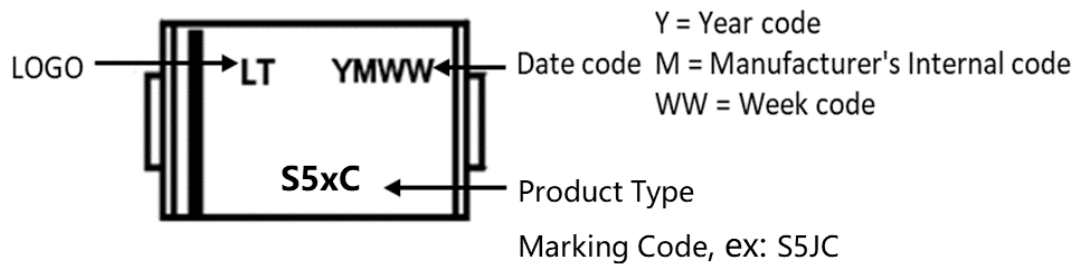 Y = Year code
LOGO LT YMWW Date code M = Manufacturer's Internal code
WW = Week code
S5xC Product Type
Marking Code, ex: S5JC